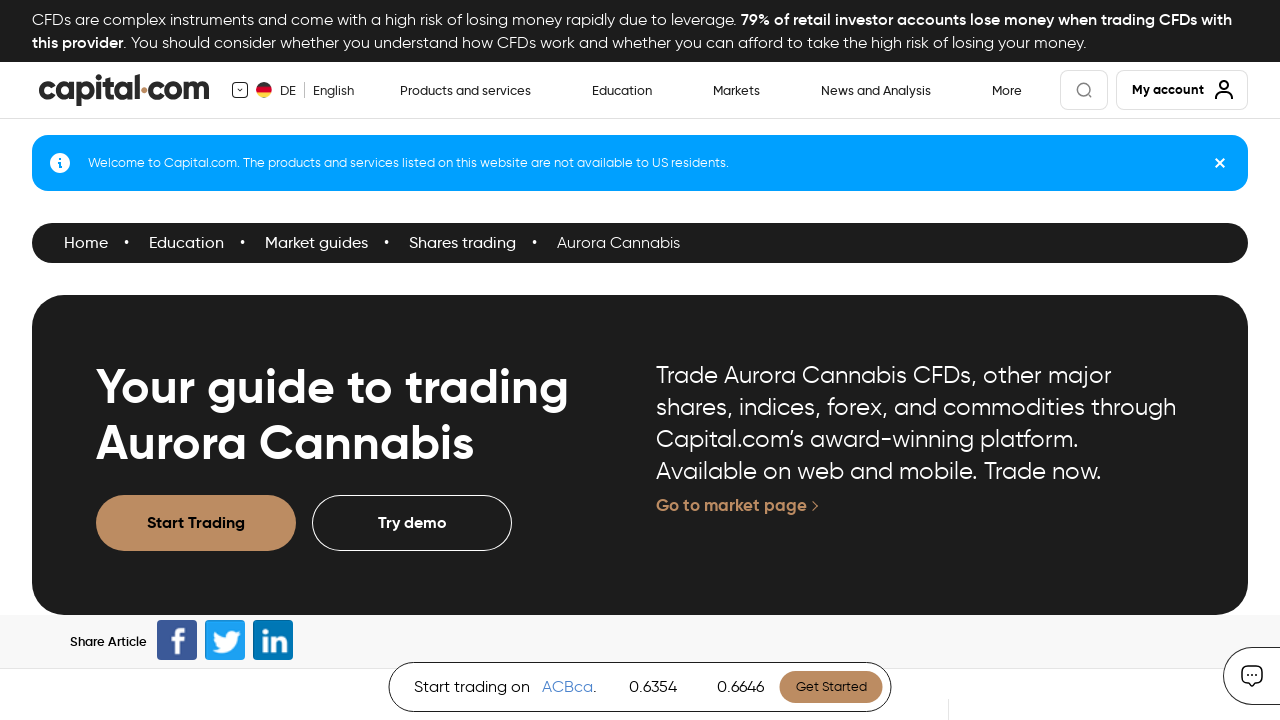 CFDs are complex instruments and come with a high risk of losing money rapidly due to leverage. 79% of retail investor accounts lose money when trading CFDs with
this provider. You should consider whether you understand how CFDs work and whether you can afford to take the high risk of losing your money.
capital.com
DE
English
Products and services
Education
Markets
News and Analysis
More
My account
Welcome to Capital.com. The products and services listed on this website are not available to US residents.
Home • Education • Market guides • Shares trading • Aurora Cannabis
Your guide to trading
Aurora Cannabis
Start Trading
Try demo
Trade Aurora Cannabis CFDs, other major
shares, indices, forex, and commodities through
Capital.com’s award-winning platform.
Available on web and mobile. Trade now.
Go to market page
Share Article
Start trading on ACBca. 0.6354 0.6646 Get Started